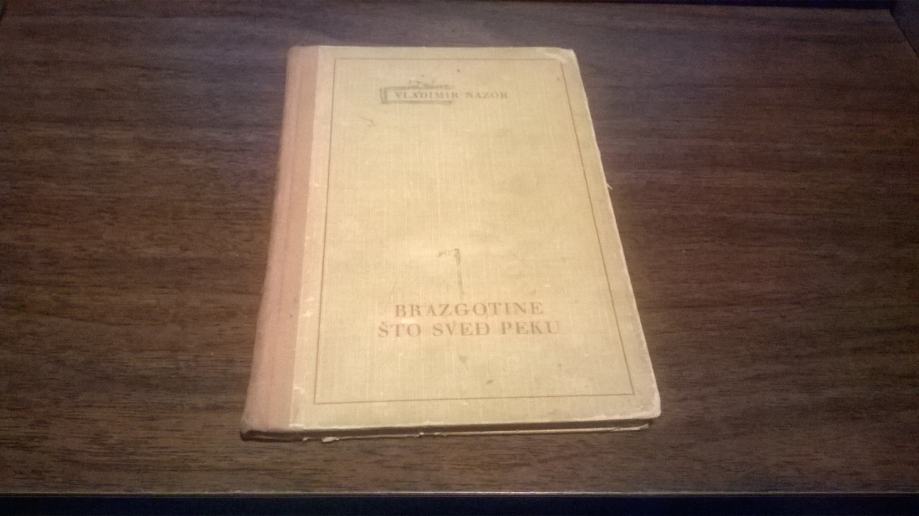 VLADIMIR NAZOR
BRAZGOTINE
ŠTO SVEĐ PEKU